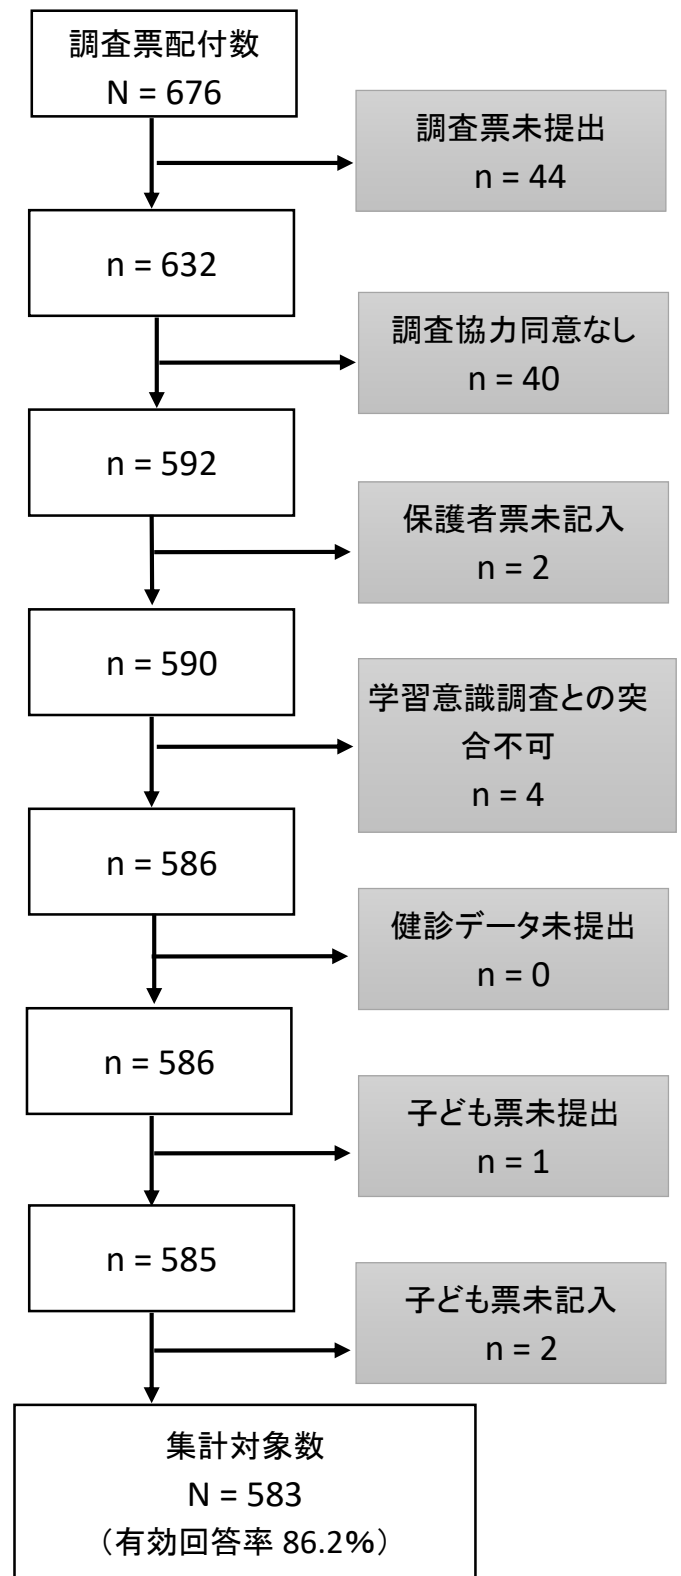 調査票配付数
N = 676
調査票未提出
n = 44
n = 632
調査協力同意なし
n = 40
n = 592
保護者票未記入
n = 2
n = 590
学習意識調査との突
合不可
n = 4
n = 586
健診データ未提出
n = 0
n = 586
子ども票未提出
n = 1
n = 585
子ども票未記入
n = 2
集計対象数
N = 583
（有効回答率 86.2%）